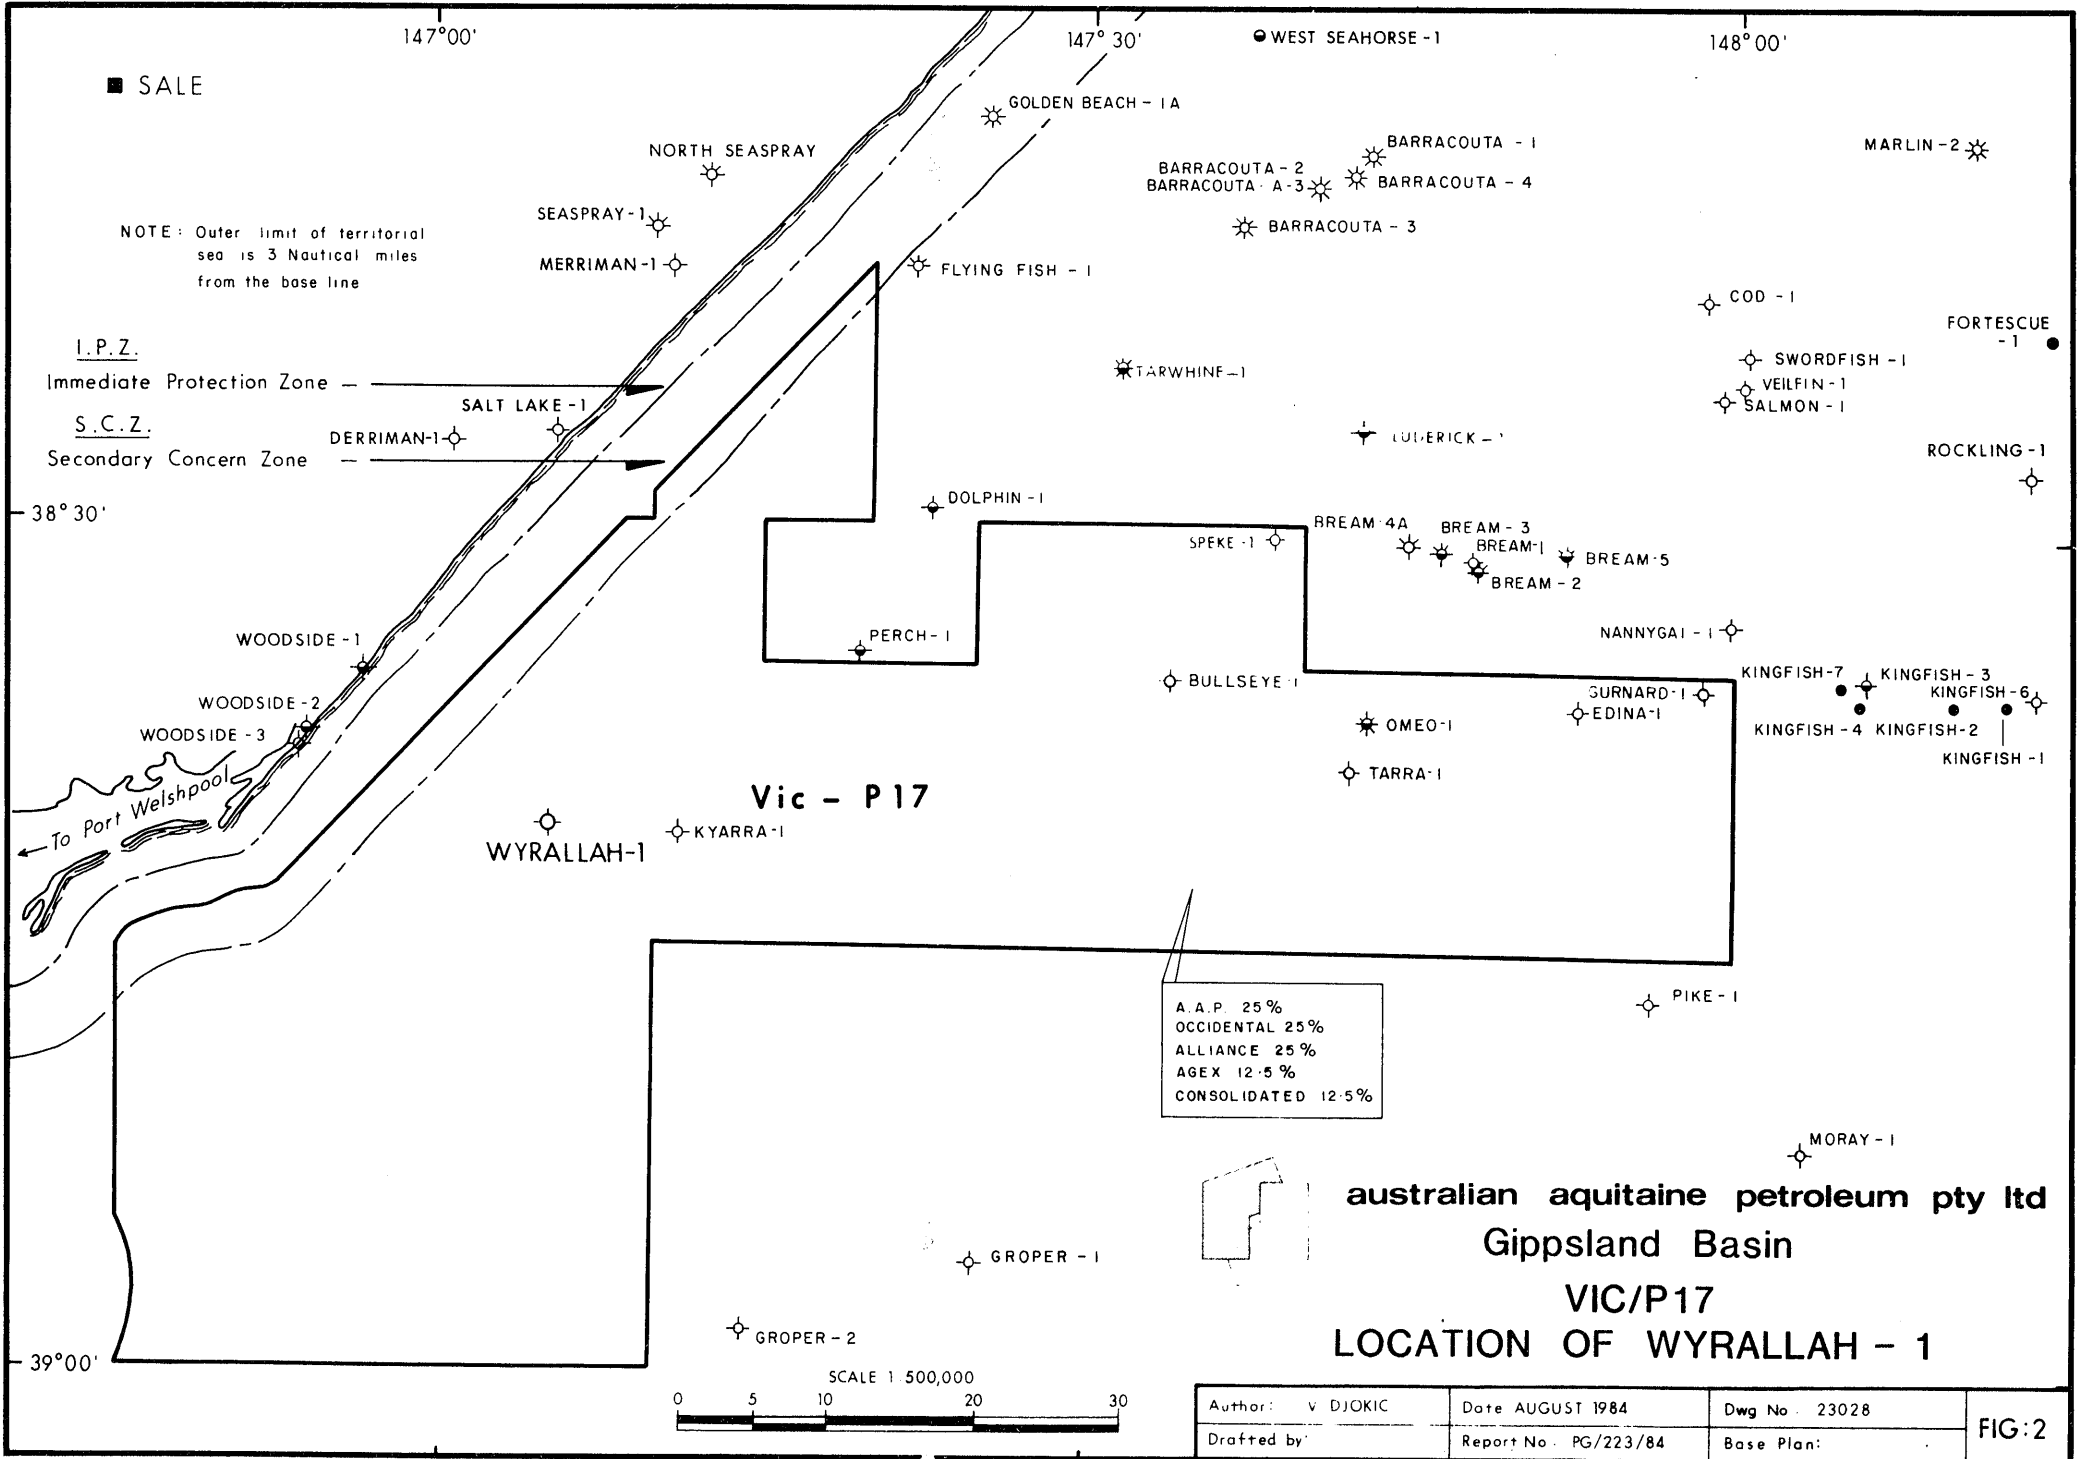 147°00'
147°30'
148°00'
WEST SEAHORSE - 1
SALE
GOLDEN BEACH - 1A
NORTH SEASPRAY
BARRACOUTA - 1
MARLIN-2
BARRACOUTA - 2
BARRACOUTA A-3
BARRACOUTA - 4
SEASPRAY-1
BARRACOUTA - 3
NOTE: Outer limit of territorial
sea is 3 Nautical miles
from the base line
MERRIMAN-1
FLYING FISH - 1
COD - 1
FORTESCUE
- 1
I.P.Z.
Immediate Protection Zone
SWORDFISH - 1
TARWHINE-1
VEILFIN - 1
SALMON - 1
SALT LAKE - 1
S.C.Z.
DERRIMAN-1
Secondary Concern Zone
ROCKLING - 1
38°30'
DOLPHIN - 1
SPEKE - 1
BREAM 4A
BREAM - 3
BREAM-1
BREAM-5
BREAM - 2
WOODSIDE - 1
PERCH - 1
NANNYGAI - 1
BULLSEYE 1
KINGFISH-7
KINGFISH - 3
KINGFISH-6
GURNARD-1
EDINA-1
WOODSIDE - 2
WOODSIDE - 3
OMEO-1
KINGFISH - 4
KINGFISH-2
KINGFISH - 1
TARRA-1
To Port Welshpool
Vic - P17
KYARRA-1
WYRALLAH-1
A.A.P. 25%
OCCIDENTAL 25%
ALLIANCE 25%
AGEX 12·5%
CONSOLIDATED 12·5%
PIKE - 1
MORAY - 1
GROPER - 1
GROPER - 2
39°00'
australian aquitaine petroleum pty ltd
Gippsland Basin
VIC/P17
LOCATION OF WYRALLAH - 1
SCALE 1:500,000
0 5 10 20 30
Author: V DJOKIC
Date AUGUST 1984
Dwg No. 23028
FIG:2
Drafted by:
Report No. PG/223/84
Base Plan: